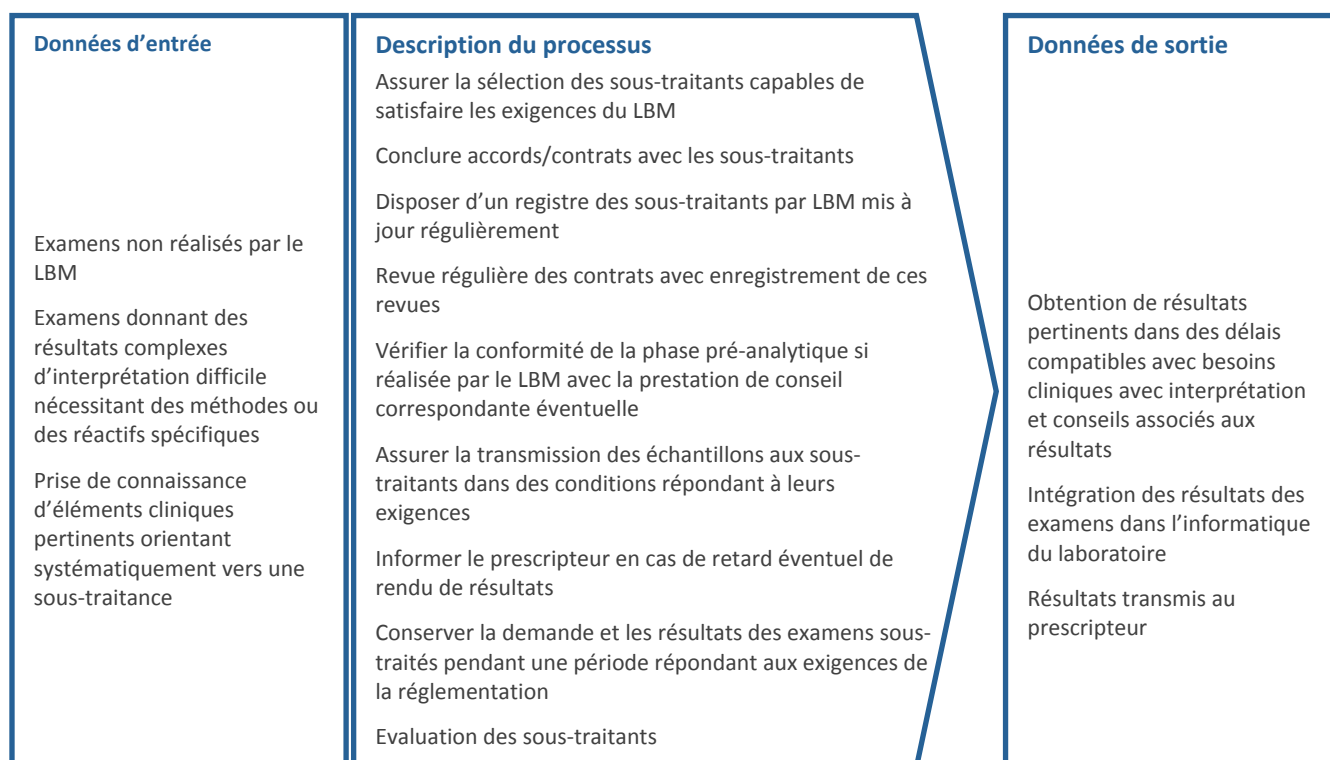 Données d'entrée
Examens non réalisés par le
LBM
Examens donnant des
résultats complexes
d'interprétation difficile
nécessitant des méthodes ou
des réactifs spécifiques
Prise de connaissance
d'éléments cliniques
pertinents orientant
systématiquement vers une
sous-traitance
Description du processus
Assurer la sélection des sous-traitants capables de
satisfaire les exigences du LBM
Conclure accords/contrats avec les sous-traitants
Disposer d'un registre des sous-traitants par LBM mis à
jour régulièrement
Revue régulière des contrats avec enregistrement de ces
revues
Vérifier la conformité de la phase pré-analytique si
réalisée par le LBM avec la prestation de conseil
correspondante éventuelle
Assurer la transmission des échantillons aux sous-
traitants dans des conditions répondant à leurs
exigences
Informer le prescripteur en cas de retard éventuel de
rendu de résultats
Conserver la demande et les résultats des examens sous-
traités pendant une période répondant aux exigences de
la réglementation
Evaluation des sous-traitants
Données de sortie
Obtention de résultats
pertinents dans des délais
compatibles avec besoins
cliniques avec interprétation
et conseils associés aux
résultats
Intégration des résultats des
examens dans l'informatique
du laboratoire
Résultats transmis au
prescripteur